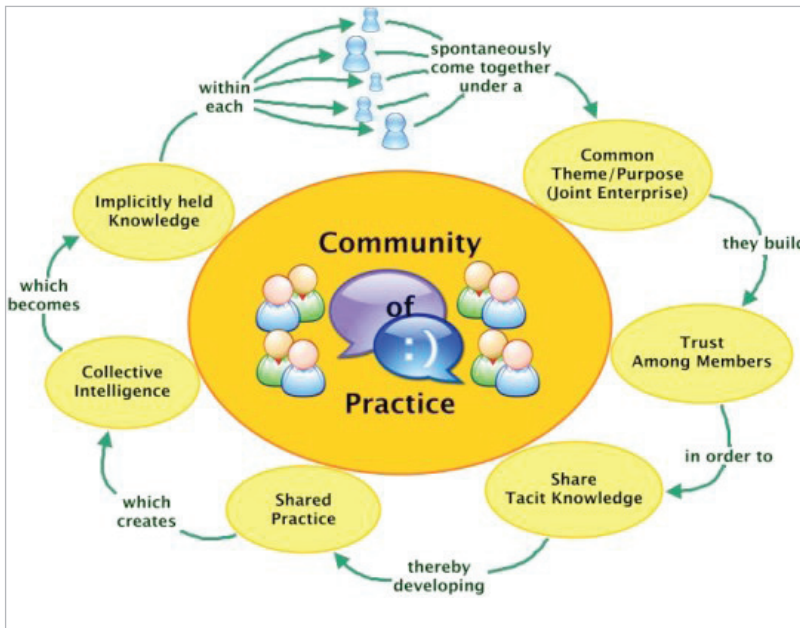 within
each
spontaneously
come together
under a
Common
Theme/Purpose
(Joint Enterprise)
they build
Trust
Among Members
in order to
Share
Tacit Knowledge
thereby
developing
Shared
Practice
which
creates
Collective
Intelligence
which
becomes
Implicitly held
Knowledge
Community
of
:)
Practice